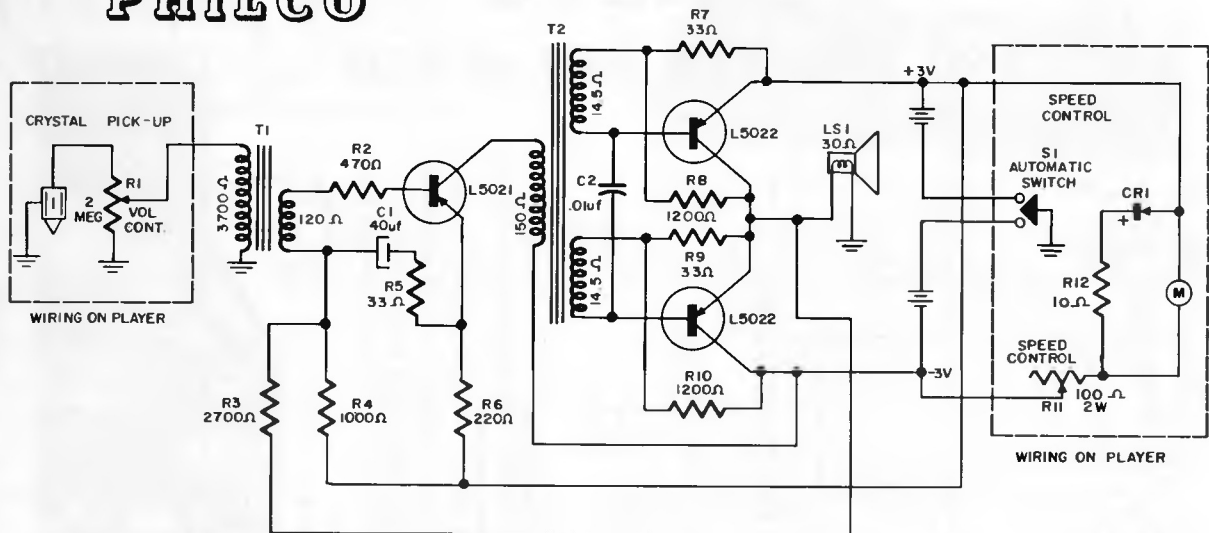 PHILCO
CRYSTAL PICK-UP
R1
2 MEG
VOL CONT.
WIRING ON PLAYER
T1
3700Ω
120Ω
R2
470Ω
C1
40uf
R5
33Ω
L5021
R3
2700Ω
R4
1000Ω
R6
220Ω
T2
150Ω
14.5Ω
14.5Ω
C2
.01uf
R7
33Ω
L5022
R8
1200Ω
R9
33Ω
L5022
R10
1200Ω
LS1
30Ω
+3V
-3V
SPEED CONTROL
S1
AUTOMATIC SWITCH
CR1
+
R12
10Ω
M
SPEED CONTROL
R11
100Ω
2W
WIRING ON PLAYER